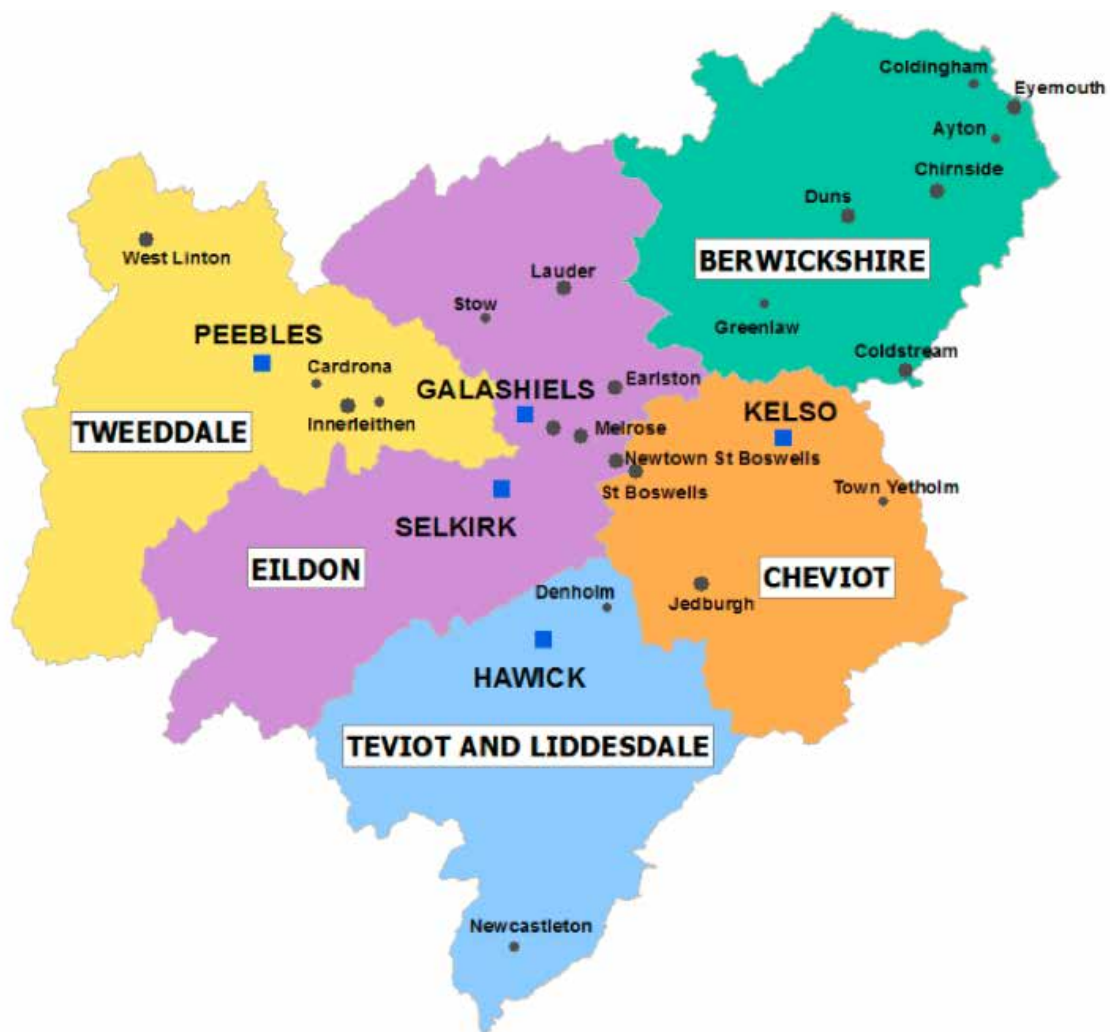 Coldingham
Eyemouth
Ayton
Chirnside
Duns
West Linton
BERWICKSHIRE
Lauder
Stow
Greenlaw
PEEBLES
Coldstream
Cardrona
Earlston
GALASHIELS
KELSO
TWEEDDALE
Innerleithen
Melrose
Newtown St Boswells
St Boswells
Town Yetholm
SELKIRK
EILDON
CHEVIOT
Denholm
Jedburgh
HAWICK
TEVIOT AND LIDDESDALE
Newcastleton